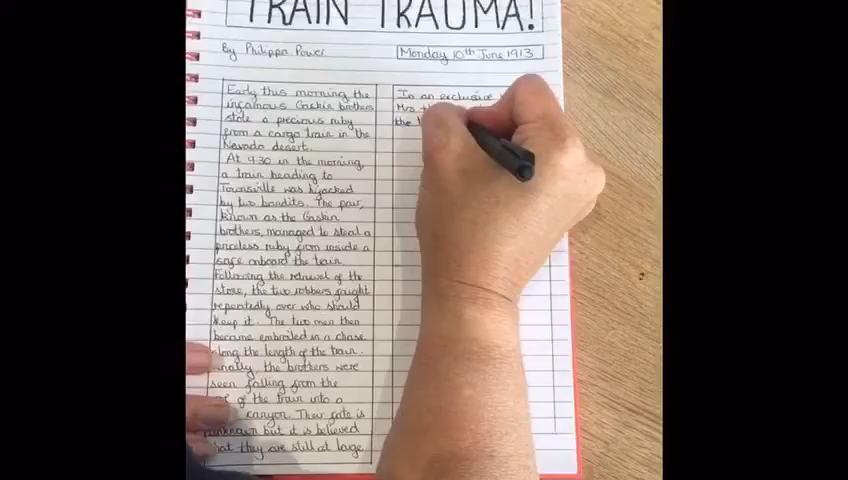 TRAIN TRAUMA!
By Philippa Power
Monday 10th June 1913
Early this morning the
infamous Gaskin brothers
stole a precious ruby
from a cargo train in the
Nevada desert.
At 9:30 in the morning,
a train heading to
Townsville was hijacked
by two bandits. The pair,
known as the Gaskin
brothers, managed to steal a
priceless ruby from inside a
safe onboard the train.
Following the retrieval of the
stone, the two robbers fought
repeatedly over who should
keep it. The two men then
became embroiled in a chase
along the length of the train.
Finally, the brothers were
seen falling from the
of the train into a
canyon. Their fate is
unknown but it is believed
that they are still at large.
In an exclusive
Mrs
the